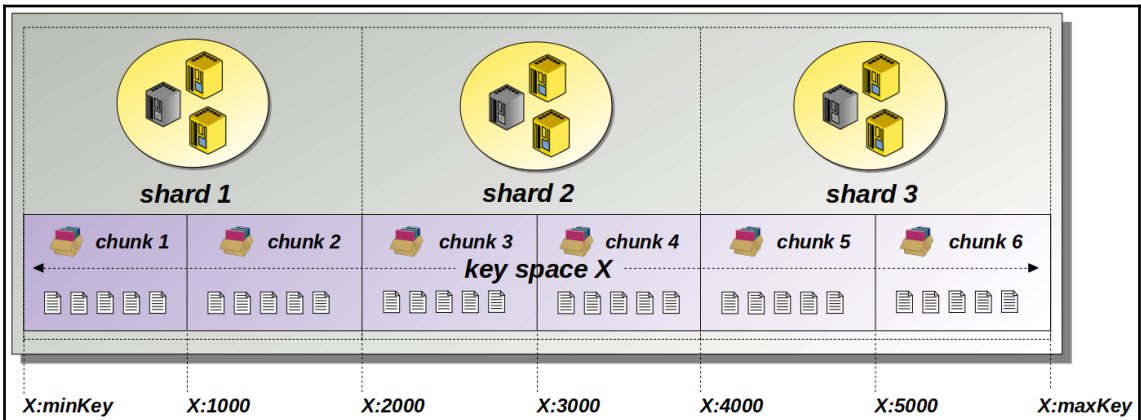 shard 1 shard 2 shard 3
chunk 1 chunk 2 chunk 3 chunk 4 chunk 5 chunk 6
key space X
X:minKey X:1000 X:2000 X:3000 X:4000 X:5000 X:maxKey